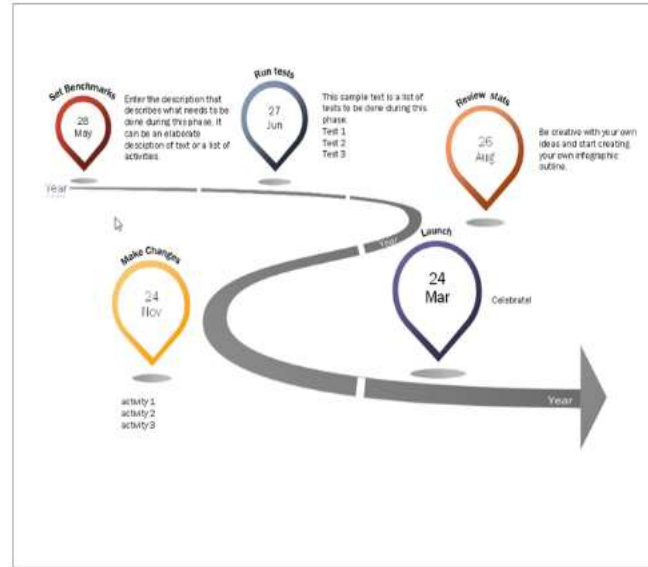 Set Benchmarks
28
May
Enter the description that
describes what needs to be
done during this phase. It
can be an elaborate
desciption of text or a list of
activities.
Run tests
27
Jun
This sample text is a list of
tests to be done during this
phase.
Test 1
Test 2
Test 3
Review stats
26
Aug
Be creative with your own
ideas and start creating
your own infographic
outline.
Year
Year
Make Changes
24
Nov
activity 1
activity 2
activity 3
Launch
24
Mar
Celebrate!
Year